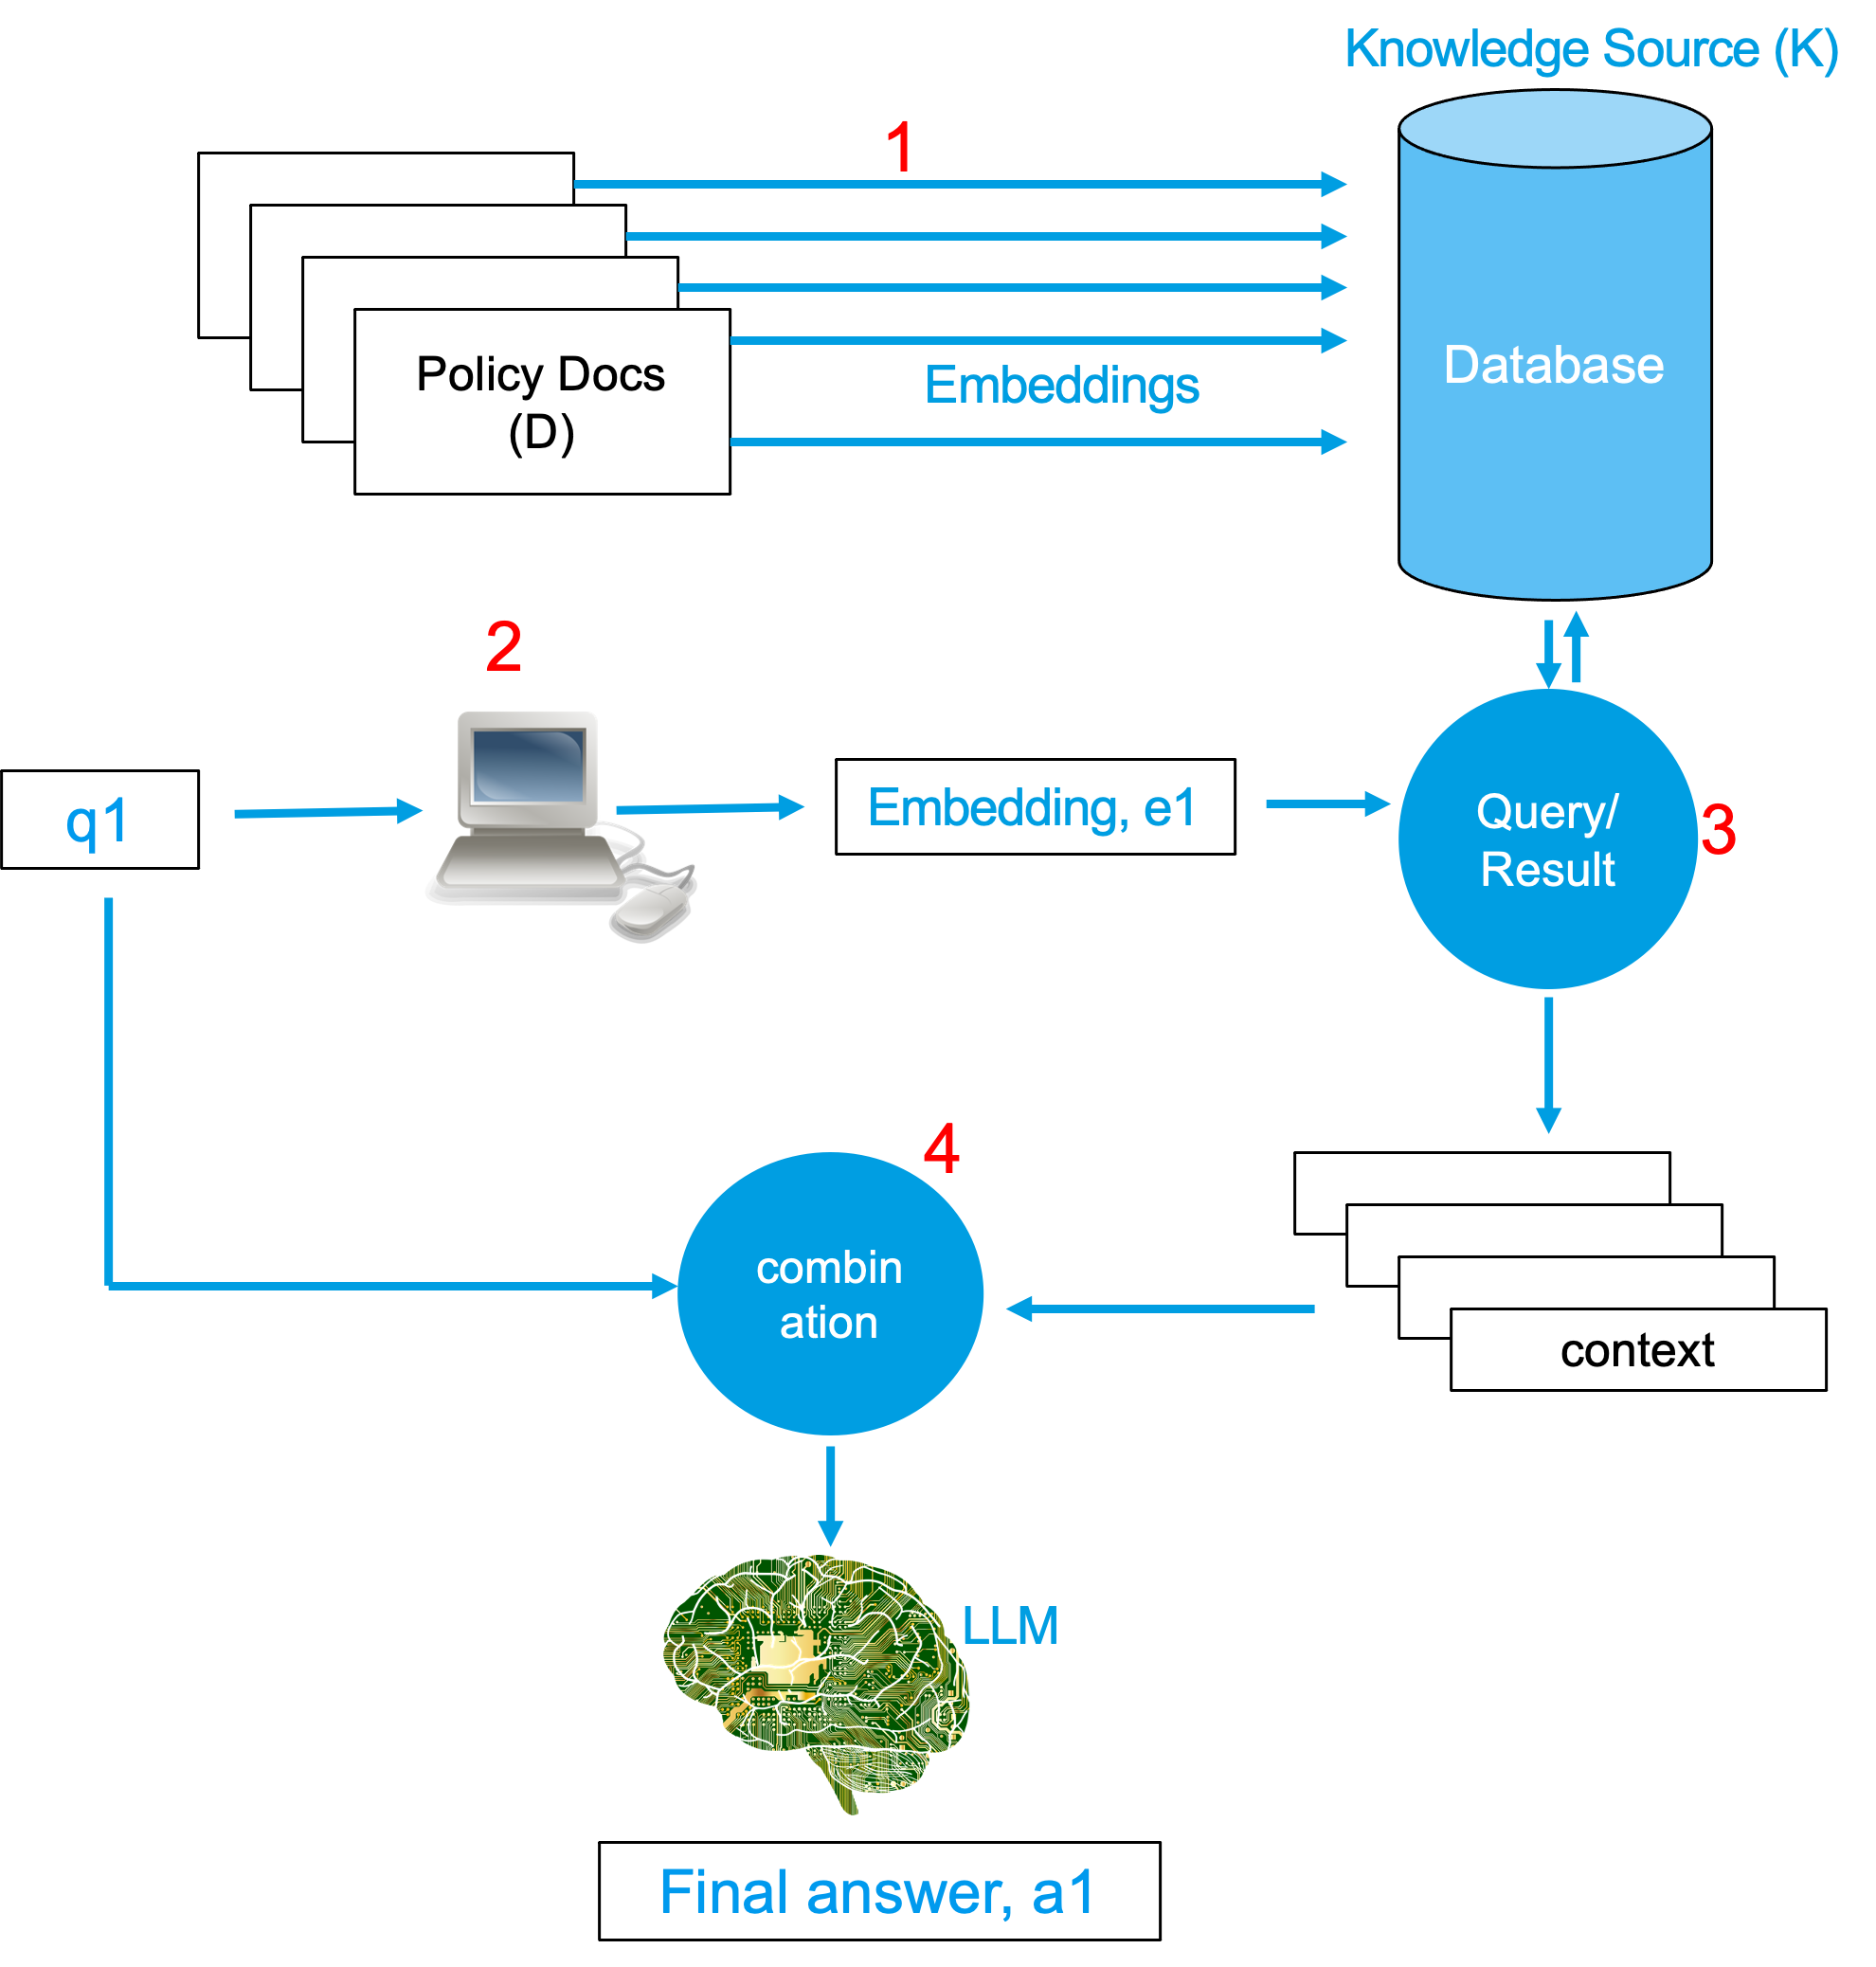 Knowledge Source (K)
1
Policy Docs
(D)
Embeddings
Database
2
q1
Embedding, e1
Query/
Result
3
4
combin
ation
context
LLM
Final answer, a1